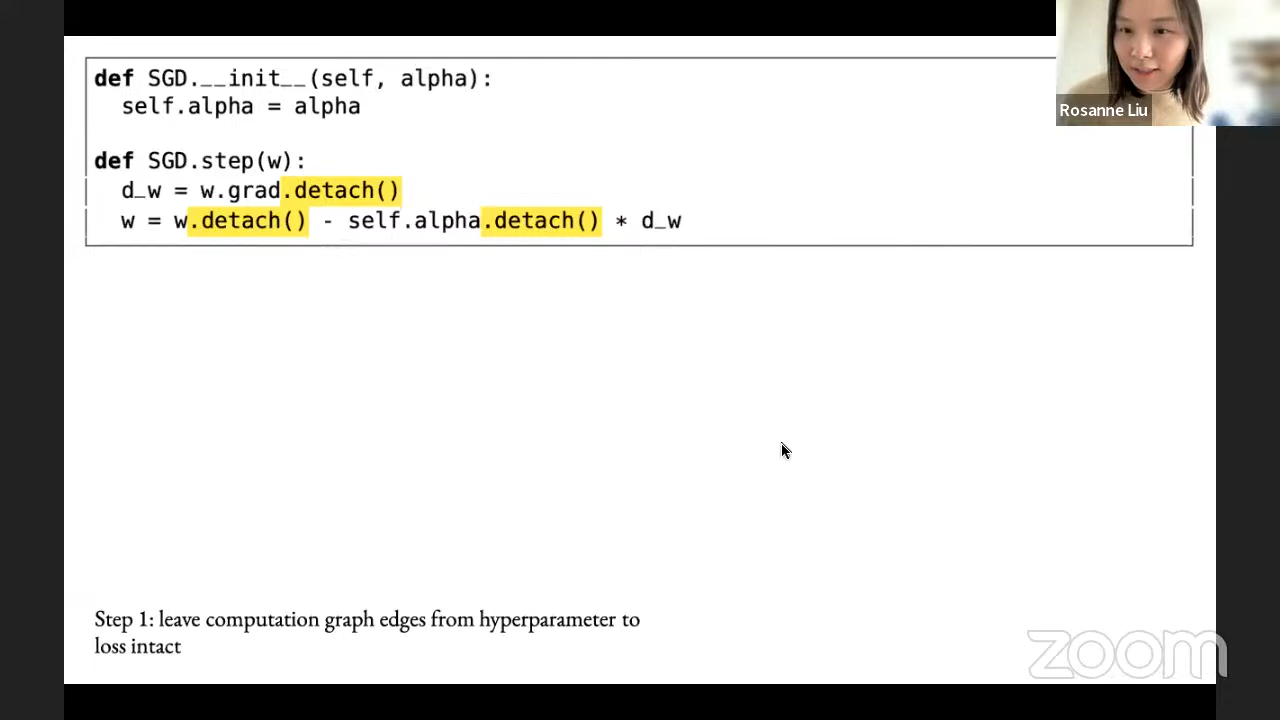 def SGD.__init__(self, alpha):
self.alpha = alpha
def SGD.step(w):
d_w = w.grad.detach()
w = w.detach() - self.alpha.detach() * d_w
Rosanne Liu
Step 1: leave computation graph edges from hyperparameter to
loss intact
zoom